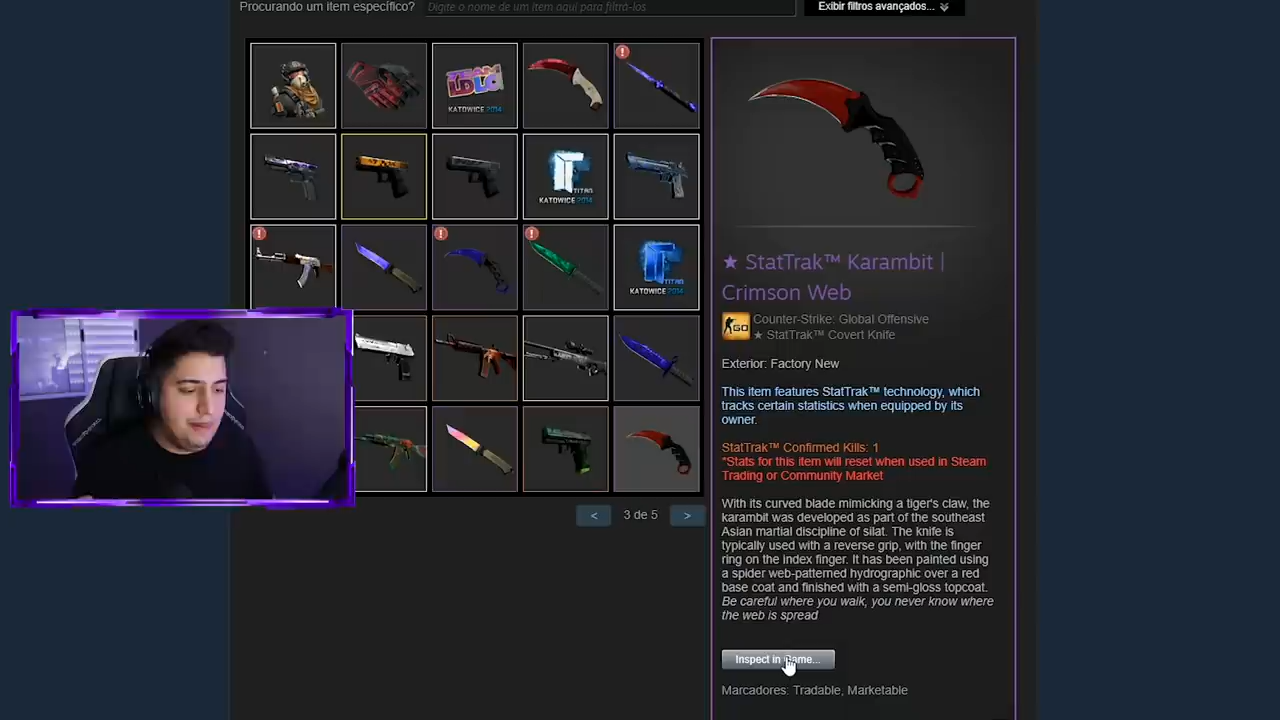 Procurando um item específico?
Digite o nome de um item aqui para filtrá-los
Exibir filtros avançados...
TEAM
LDLC
KATOWICE 2014
TITAN
KATOWICE 2014
TITAN
KATOWICE 2014
< 3 de 5 >
★ StatTrak™ Karambit |
Crimson Web
GO
Counter-Strike: Global Offensive
★ StatTrak™ Covert Knife
Exterior: Factory New
This item features StatTrak™ technology, which
tracks certain statistics when equipped by its
owner.
StatTrak™ Confirmed Kills: 1
*Stats for this item will reset when used in Steam
Trading or Community Market
With its curved blade mimicking a tiger's claw, the
karambit was developed as part of the southeast
Asian martial discipline of silat. The knife is
typically used with a reverse grip, with the finger
ring on the index finger. It has been painted using
a spider web-patterned hydrographic over a red
base coat and finished with a semi-gloss topcoat.
Be careful where you walk, you never know where
the web is spread
Inspect in Game...
Marcadores: Tradable, Marketable